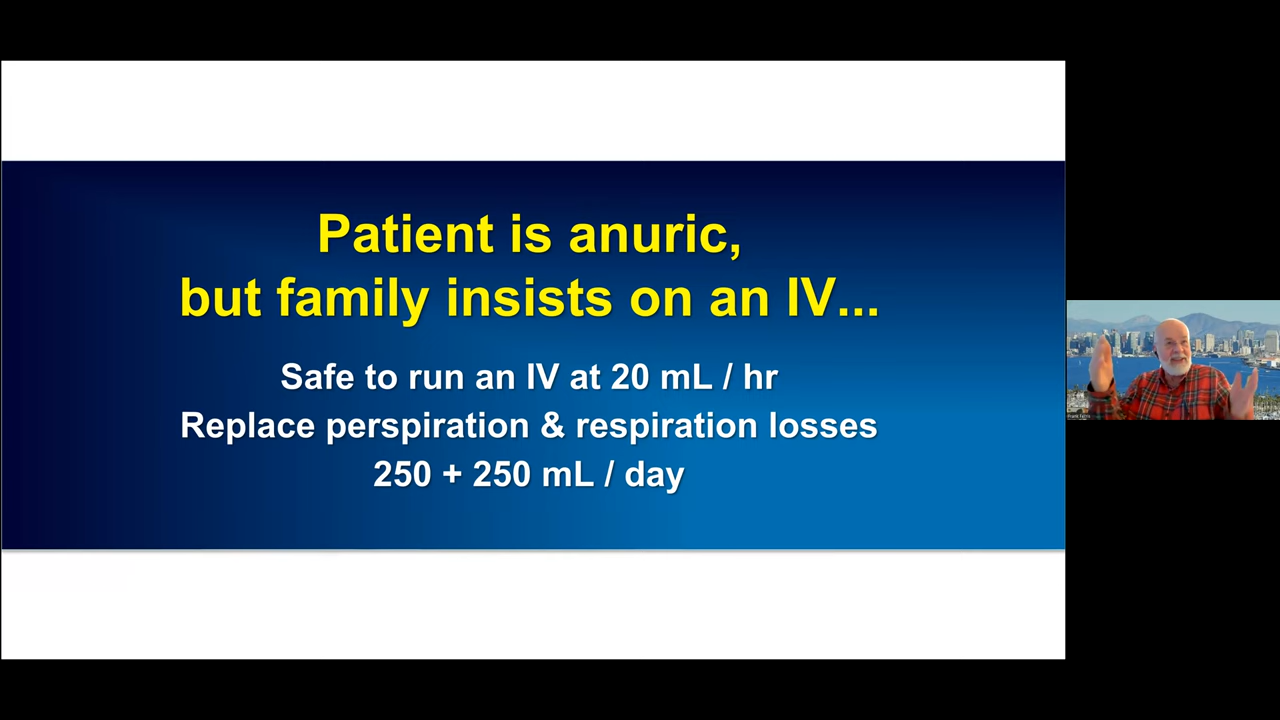 Patient is anuric,
but family insists on an IV...
Safe to run an IV at 20 mL / hr
Replace perspiration & respiration losses
250 + 250 mL / day